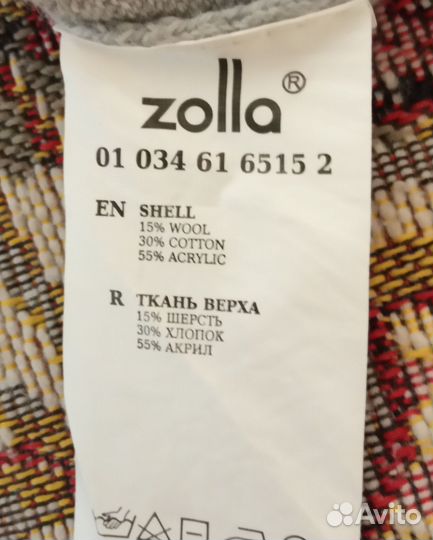 zolla®
01 034 61 6515 2
EN SHELL
15% WOOL
30% COTTON
55% ACRYLIC
R ТКАНЬ ВЕРХА
15% ШЕРСТЬ
30% ХЛОПОК
55% АКРИЛ
Avito